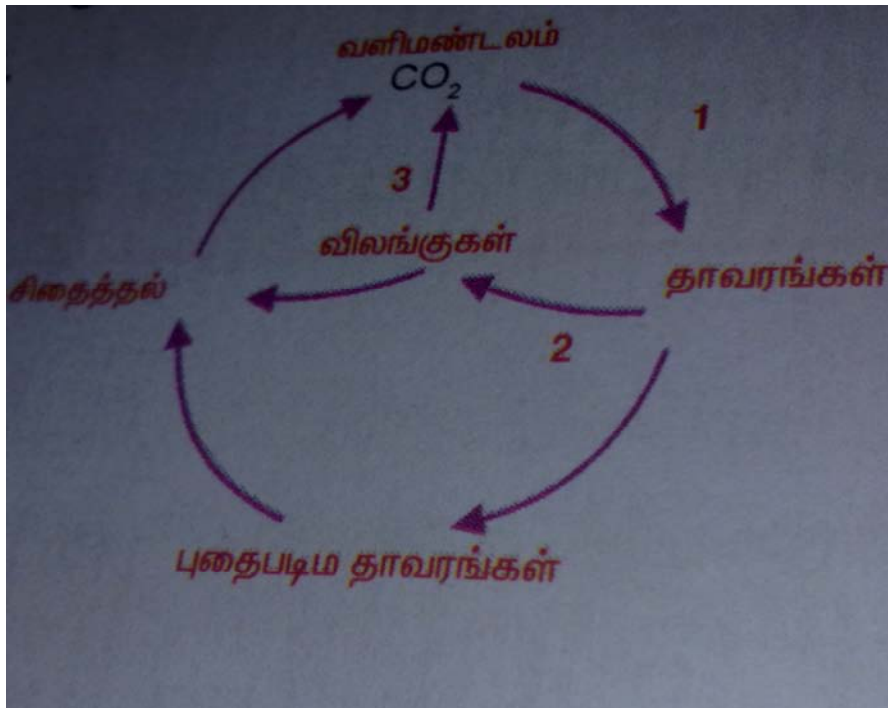 வளிமண்டலம்
CO₂
1
3
விலங்குகள்
சிதைத்தல்
தாவரங்கள்
2
புதைபடிம தாவரங்கள்